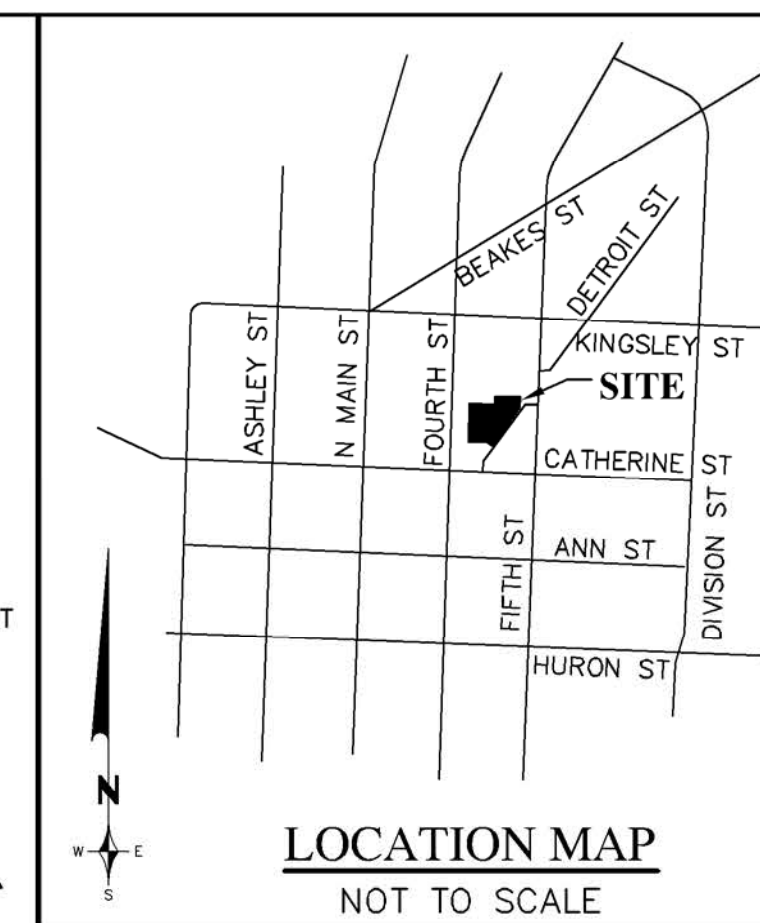 BEAKES ST
DETROIT ST
KINGSLEY ST
ASHLEY ST
N MAIN ST
FOURTH ST
SITE
CATHERINE ST
FIFTH ST
ANN ST
DIVISION ST
HURON ST
T
N
W E
S
LOCATION MAP
NOT TO SCALE